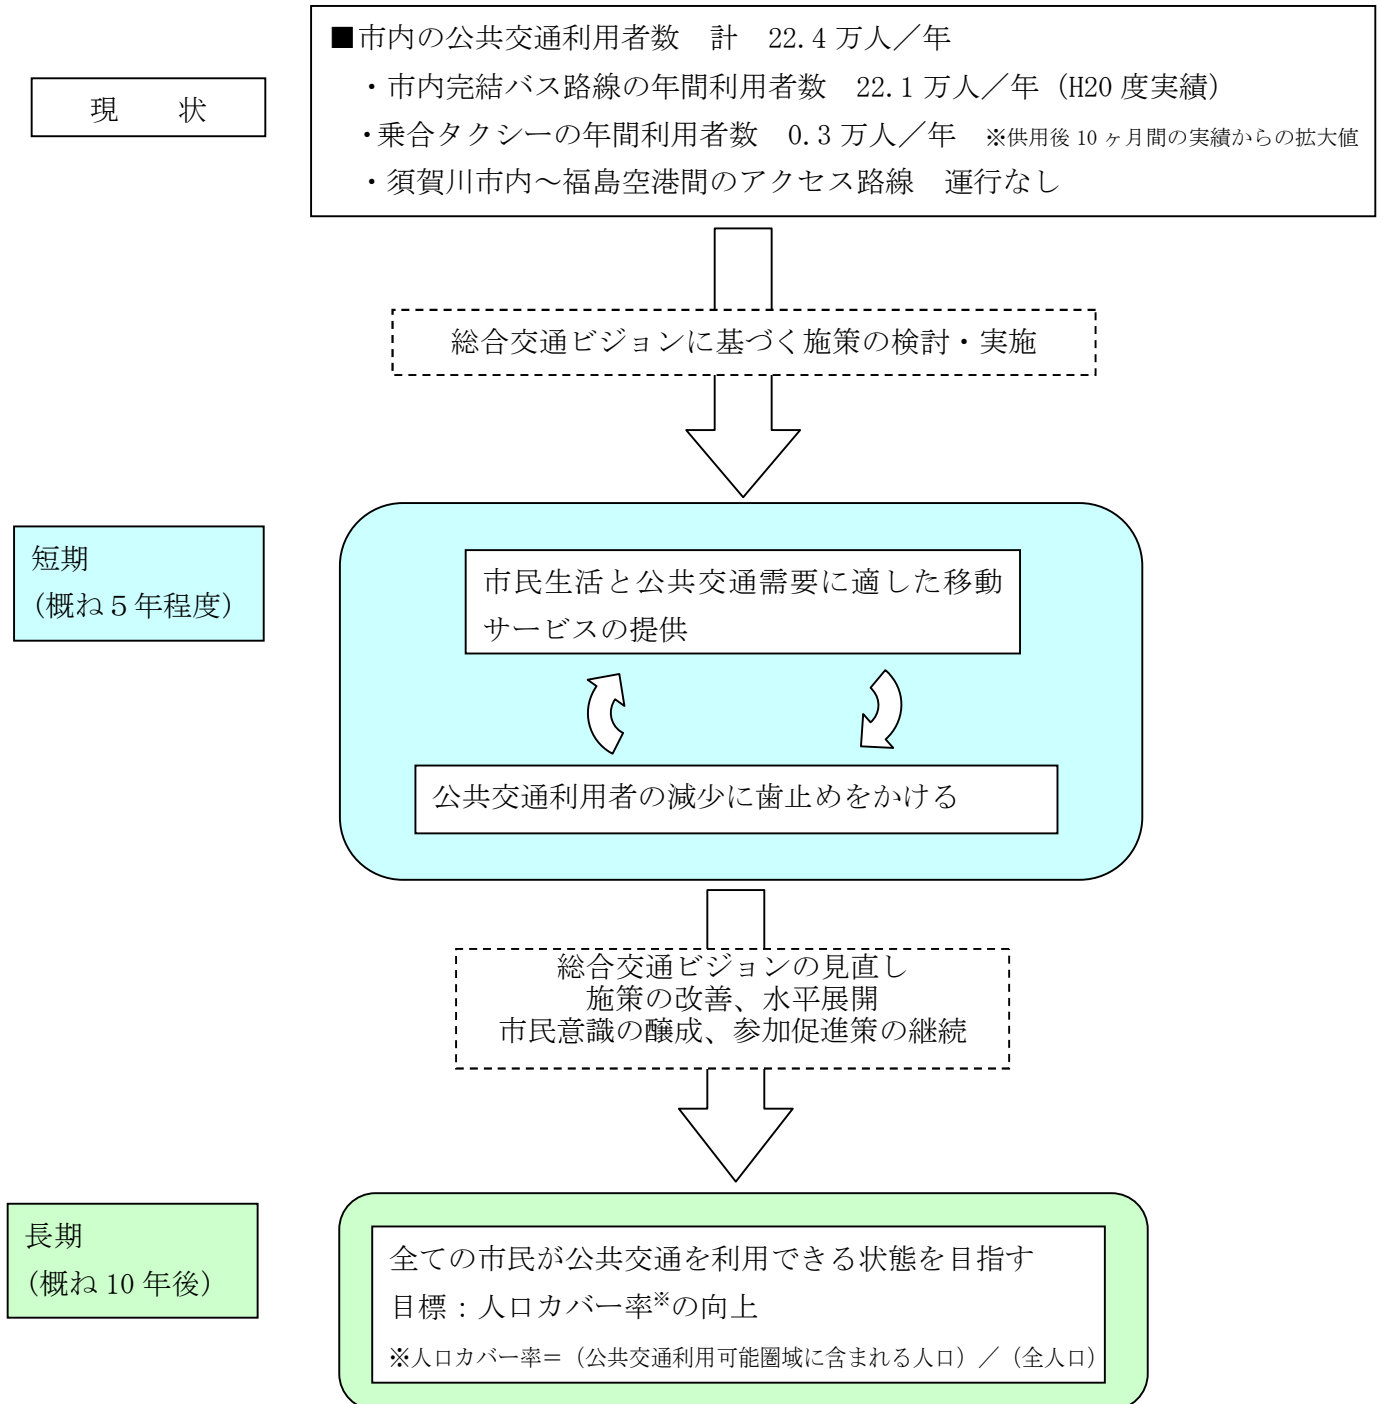 ■市内の公共交通利用者数　計　22.4 万人／年
・市内完結バス路線の年間利用者数　22.1 万人／年（H20 度実績）
現　　状
・乗合タクシーの年間利用者数　0.3 万人／年　※供用後 10 ヶ月間の実績からの拡大値
・須賀川市内～福島空港間のアクセス路線　運行なし
総合交通ビジョンに基づく施策の検討・実施
短期
（概ね５年程度）
市民生活と公共交通需要に適した移動
サービスの提供
公共交通利用者の減少に歯止めをかける
総合交通ビジョンの見直し
施策の改善、水平展開
市民意識の醸成、参加促進策の継続
長期
（概ね 10 年後）
全ての市民が公共交通を利用できる状態を目指す
目標：人口カバー率※の向上
※人口カバー率＝（公共交通利用可能圏域に含まれる人口）／（全人口）